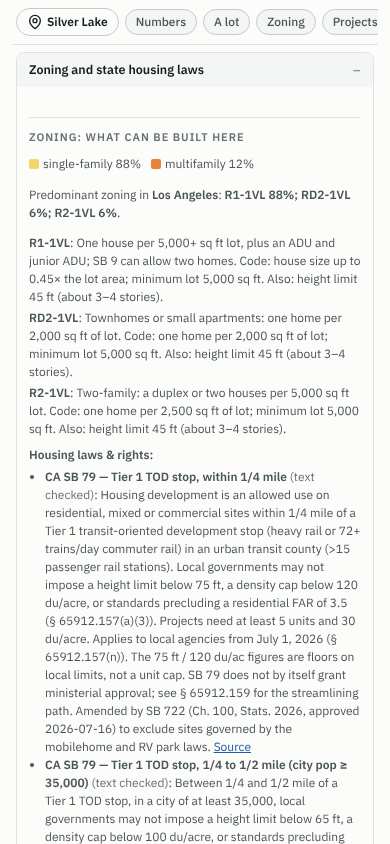 Silver Lake Numbers A lot Zoning Projects
Zoning and state housing laws –
ZONING: WHAT CAN BE BUILT HERE
single-family 88% multifamily 12%
Predominant zoning in Los Angeles: R1-1VL 88%; RD2-1VL
6%; R2-1VL 6%.
R1-1VL: One house per 5,000+ sq ft lot, plus an ADU and
junior ADU; SB 9 can allow two homes. Code: house size up to
0.45× the lot area; minimum lot 5,000 sq ft. Also: height limit
45 ft (about 3–4 stories).
RD2-1VL: Townhomes or small apartments: one home per
2,000 sq ft of lot. Code: one home per 2,000 sq ft of lot;
minimum lot 5,000 sq ft. Also: height limit 45 ft (about 3–4
stories).
R2-1VL: Two-family: a duplex or two houses per 5,000 sq ft
lot. Code: one home per 2,500 sq ft of lot; minimum lot 5,000
sq ft. Also: height limit 45 ft (about 3–4 stories).
Housing laws & rights:
• CA SB 79 — Tier 1 TOD stop, within 1/4 mile (text
checked): Housing development is an allowed use on
residential, mixed or commercial sites within 1/4 mile of a
Tier 1 transit-oriented development stop (heavy rail or 72+
trains/day commuter rail) in an urban transit county (>15
passenger rail stations). Local governments may not
impose a height limit below 75 ft, a density cap below 120
du/acre, or standards precluding a residential FAR of 3.5
(§ 65912.157(a)(3)). Projects need at least 5 units and 30
du/acre. Applies to local agencies from July 1, 2026 (§
65912.157(n)). The 75 ft / 120 du/ac figures are floors on
local limits, not a unit cap. SB 79 does not by itself grant
ministerial approval; see § 65912.159 for the streamlining
path. Amended by SB 722 (Ch. 100, Stats. 2026, approved
2026-07-16) to exclude sites governed by the
mobilehome and RV park laws. Source
• CA SB 79 — Tier 1 TOD stop, 1/4 to 1/2 mile (city pop ≥
35,000) (text checked): Between 1/4 and 1/2 mile of a
Tier 1 TOD stop, in a city of at least 35,000, local
governments may not impose a height limit below 65 ft, a
density cap below 100 du/acre, or standards precluding